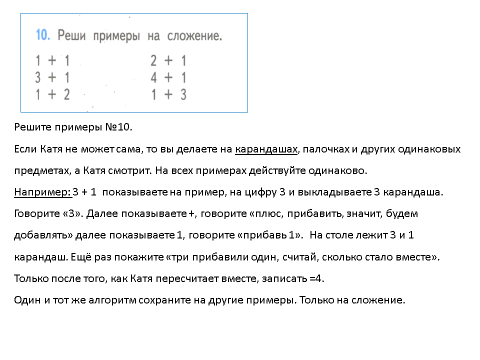 10. Реши примеры на сложение.
1 + 1 2 + 1
3 + 1 4 + 1
1 + 2 1 + 3
Решите примеры №10.
Если Катя не может сама, то вы делаете на карандашах, палочках и других одинаковых
предметах, а Катя смотрит. На всех примерах действуйте одинаково.
Например: 3 + 1 показываете на пример, на цифру 3 и выкладываете 3 карандаша.
Говорите «3». Далее показываете +, говорите «плюс, прибавить, значит, будем
добавлять» далее показываете 1, говорите «прибавь 1». На столе лежит 3 и 1
карандаш. Ещё раз покажите «три прибавили один, считай, сколько стало вместе».
Только после того, как Катя пересчитает вместе, записать =4.
Один и тот же алгоритм сохраните на другие примеры. Только на сложение.